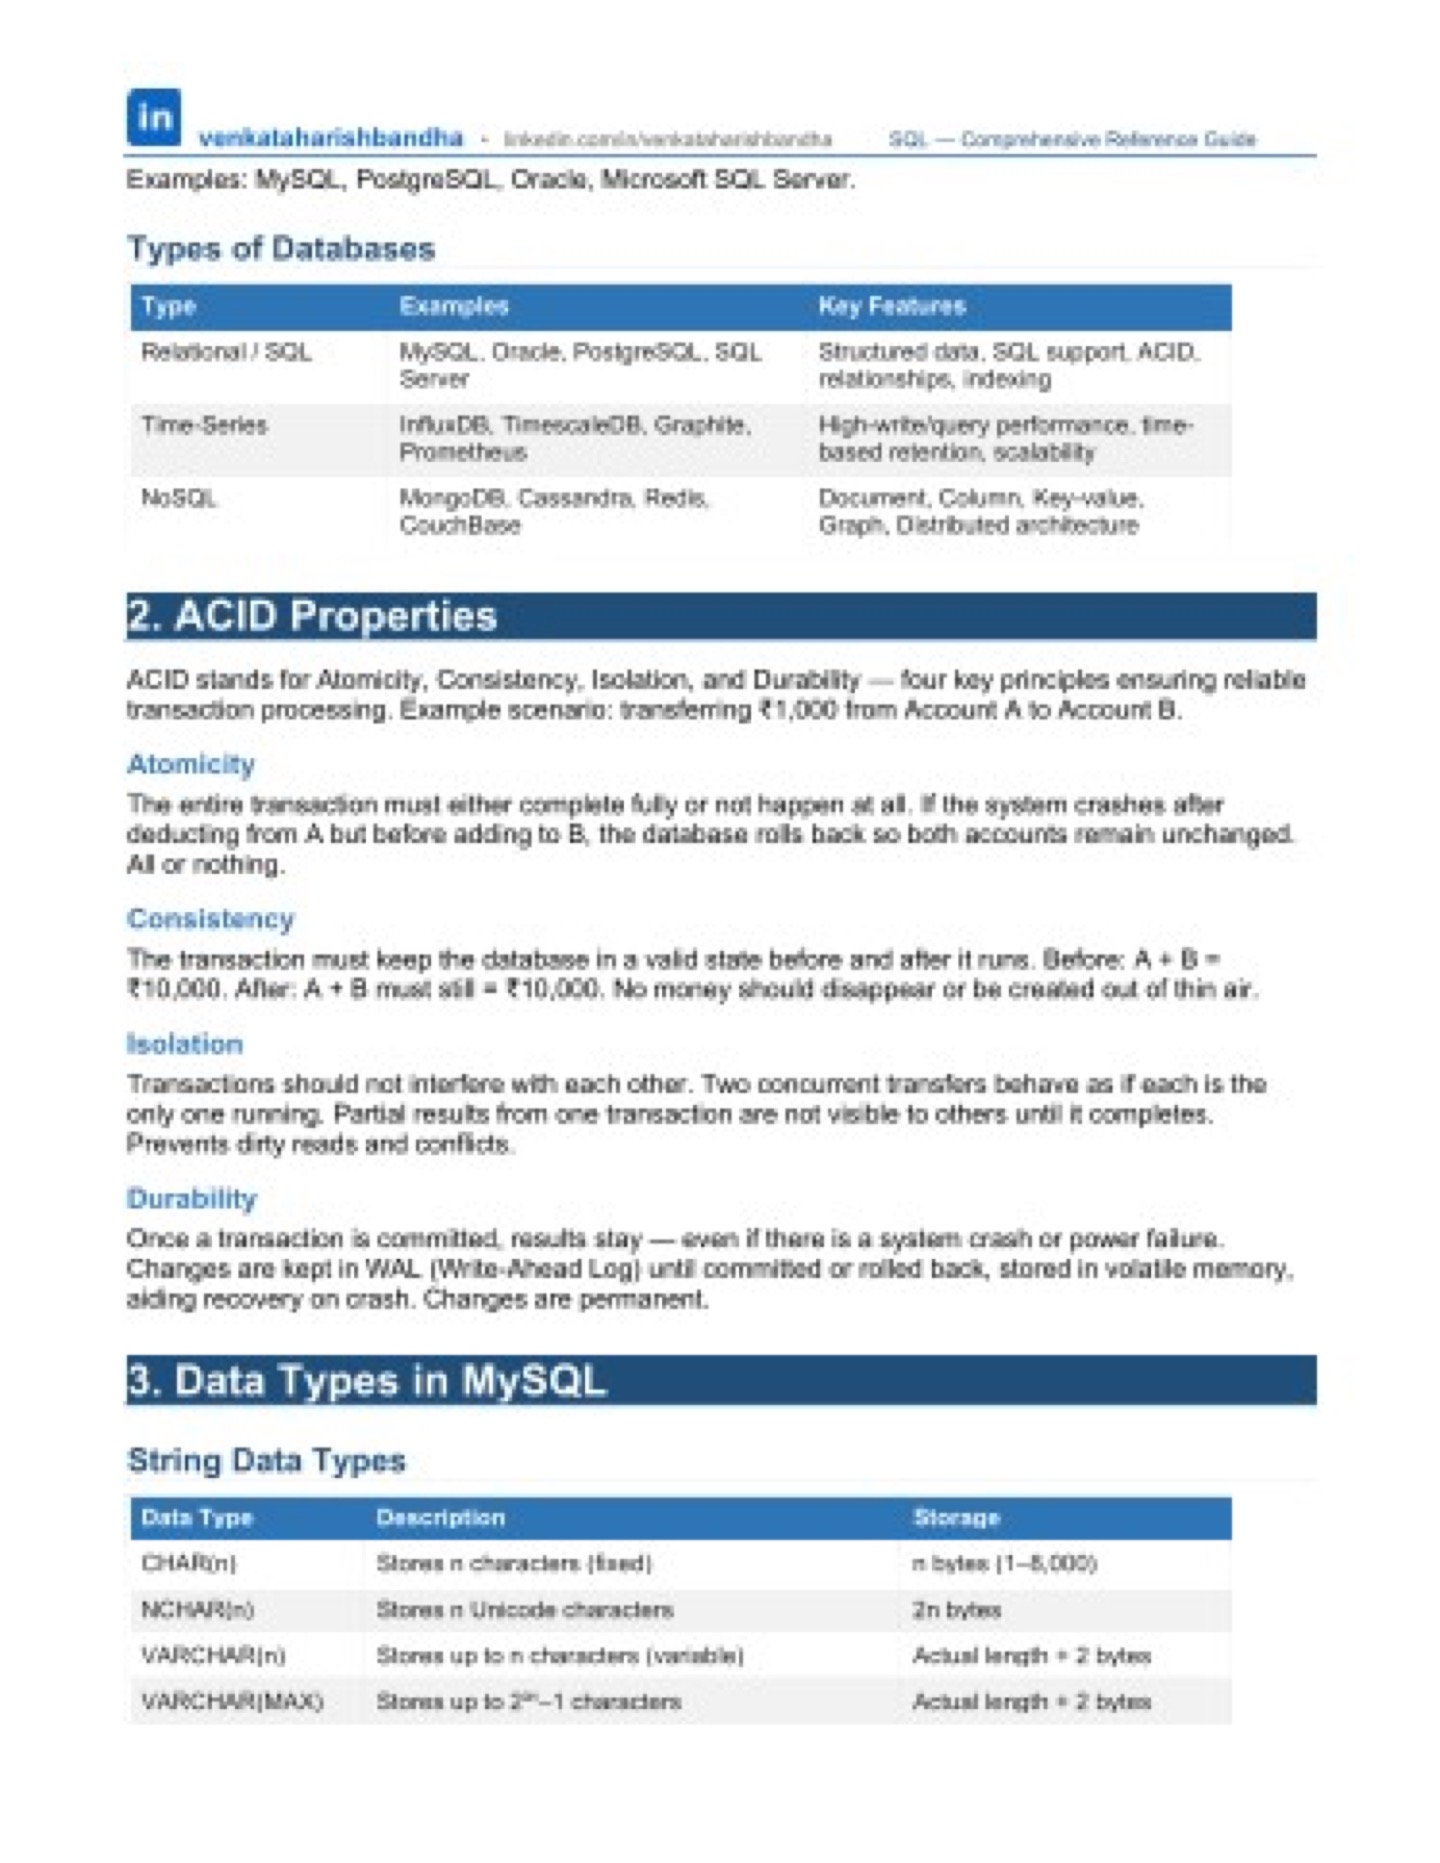 in venkataharishbandha • linkedin.com/in/venkataharishbandha SQL — Comprehensive Reference Guide
Examples: MySQL, PostgreSQL, Oracle, Microsoft SQL Server.
Types of Databases
Type Examples Key Features
Relational / SQL MySQL, Oracle, PostgreSQL, SQL Structured data, SQL support, ACID,
Server relationships, indexing
Time-Series InfluxDB, TimescaleDB, Graphite, High-write/query performance, time-
Prometheus based retention, scalability
NoSQL MongoDB, Cassandra, Redis, Document, Column, Key-value,
CouchBase Graph, Distributed architecture
2. ACID Properties
ACID stands for Atomicity, Consistency, Isolation, and Durability — four key principles ensuring reliable
transaction processing. Example scenario: transferring ₹1,000 from Account A to Account B.
Atomicity
The entire transaction must either complete fully or not happen at all. If the system crashes after
deducting from A but before adding to B, the database rolls back so both accounts remain unchanged.
All or nothing.
Consistency
The transaction must keep the database in a valid state before and after it runs. Before: A + B =
₹10,000. After: A + B must still = ₹10,000. No money should disappear or be created out of thin air.
Isolation
Transactions should not interfere with each other. Two concurrent transfers behave as if each is the
only one running. Partial results from one transaction are not visible to others until it completes.
Prevents dirty reads and conflicts.
Durability
Once a transaction is committed, results stay — even if there is a system crash or power failure.
Changes are kept in WAL (Write-Ahead Log) until committed or rolled back, stored in volatile memory,
aiding recovery on crash. Changes are permanent.
3. Data Types in MySQL
String Data Types
Data Type Description Storage
CHAR(n) Stores n characters (fixed) n bytes (1–8,000)
NCHAR(n) Stores n Unicode characters 2n bytes
VARCHAR(n) Stores up to n characters (variable) Actual length + 2 bytes
VARCHAR(MAX) Stores up to characters Actual length + 2 bytes